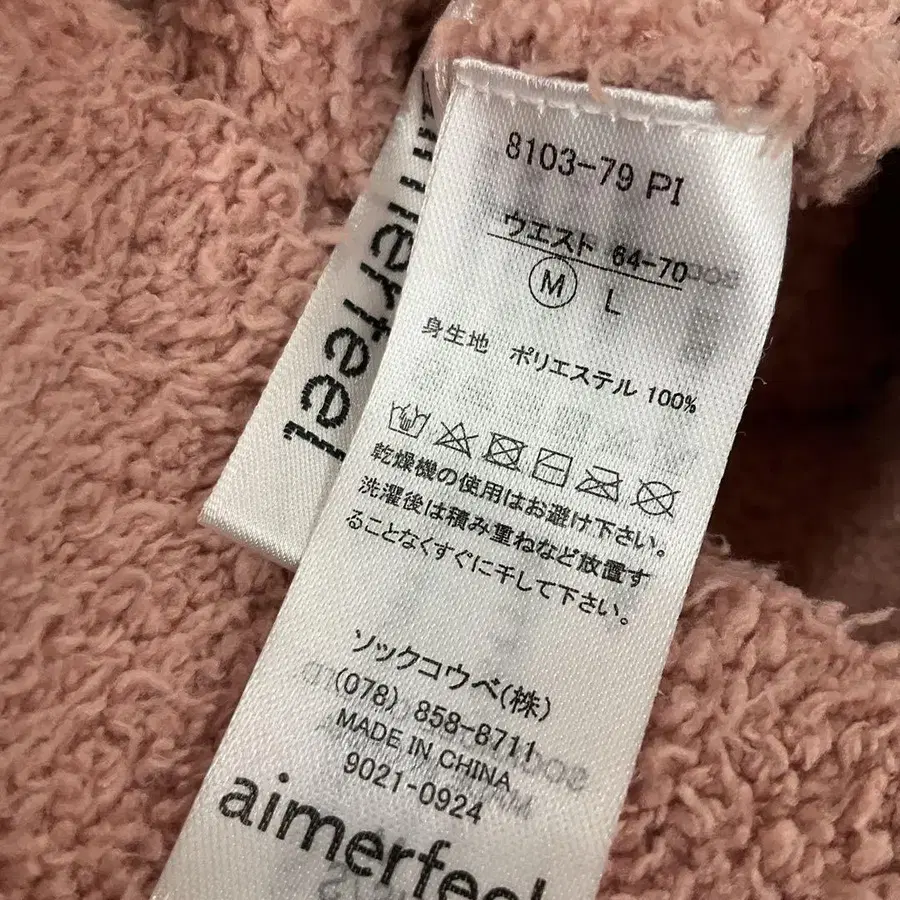 8103-79 PI
ウエスト 64-70
M L
身生地 ポリエステル 100%
乾燥機の使用はお避け下さい。
洗濯後は積み重ねなど放置す
ることなくすぐに干して下さい。
ソックコウベ(株)
(078) 858-8711
MADE IN CHINA
9021-0924
aimerfeel
aimerfeel